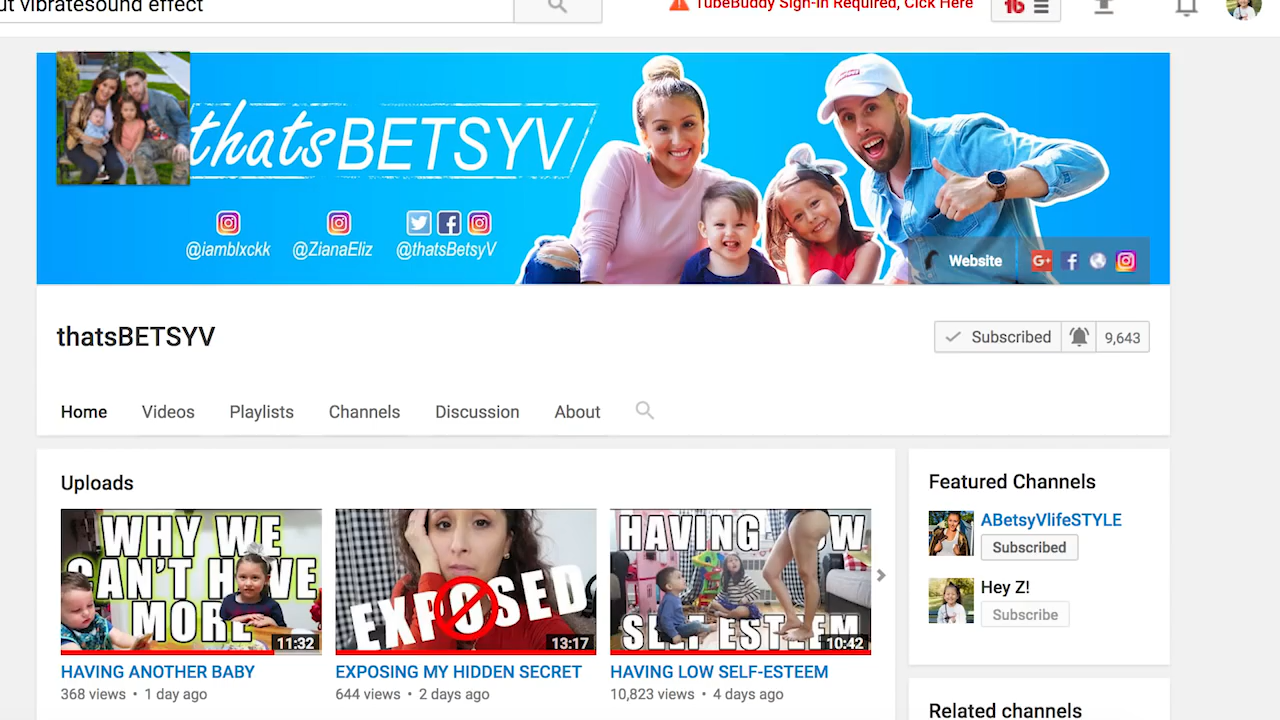 ut vibratesound effect
TubeBuddy Sign-In Required, Click Here
thatsBETSYV
@iamblxckk @ZianaEliz @thatsBetsyV
Website
G+
thatsBETSYV
Subscribed 9,643
Home Videos Playlists Channels Discussion About
Uploads
WHY WE
CAN'T HAVE
MORE
11:32
HAVING ANOTHER BABY
368 views • 1 day ago
EXPOSED
13:17
EXPOSING MY HIDDEN SECRET
644 views • 2 days ago
HAVING LOW
SELF ESTEEM
10:42
HAVING LOW SELF-ESTEEM
10,823 views • 4 days ago
Featured Channels
ABetsyVlifeSTYLE
Subscribed
Hey Z!
Subscribe
Related channels